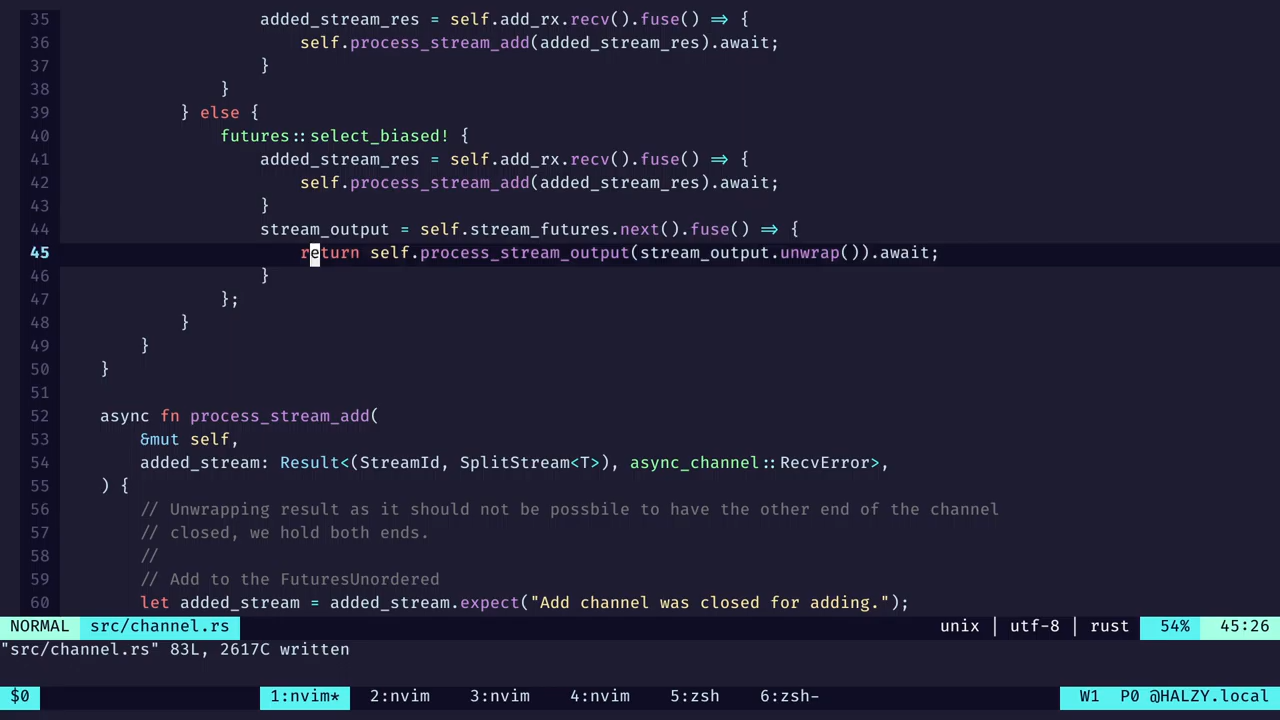 35                    added_stream_res = self.add_rx.recv().fuse() => {
36                        self.process_stream_add(added_stream_res).await;
37                    }
38                }
39            } else {
40                futures::select_biased! {
41                    added_stream_res = self.add_rx.recv().fuse() => {
42                        self.process_stream_add(added_stream_res).await;
43                    }
44                    stream_output = self.stream_futures.next().fuse() => {
45                        return self.process_stream_output(stream_output.unwrap()).await;
46                    }
47                };
48            }
49        }
50    }
51
52    async fn process_stream_add(
53        &mut self,
54        added_stream: Result<(StreamId, SplitStream<T>), async_channel::RecvError>,
55    ) {
56        // Unwrapping result as it should not be possbile to have the other end of the channel
57        // closed, we hold both ends.
58        //
59        // Add to the FuturesUnordered
60        let added_stream = added_stream.expect("Add channel was closed for adding.");
NORMAL src/channel.rs unix | utf-8 | rust 54% 45:26
"src/channel.rs" 83L, 2617C written
$0 1:nvim* 2:nvim 3:nvim 4:nvim 5:zsh 6:zsh- W1 P0 @HALZY.local